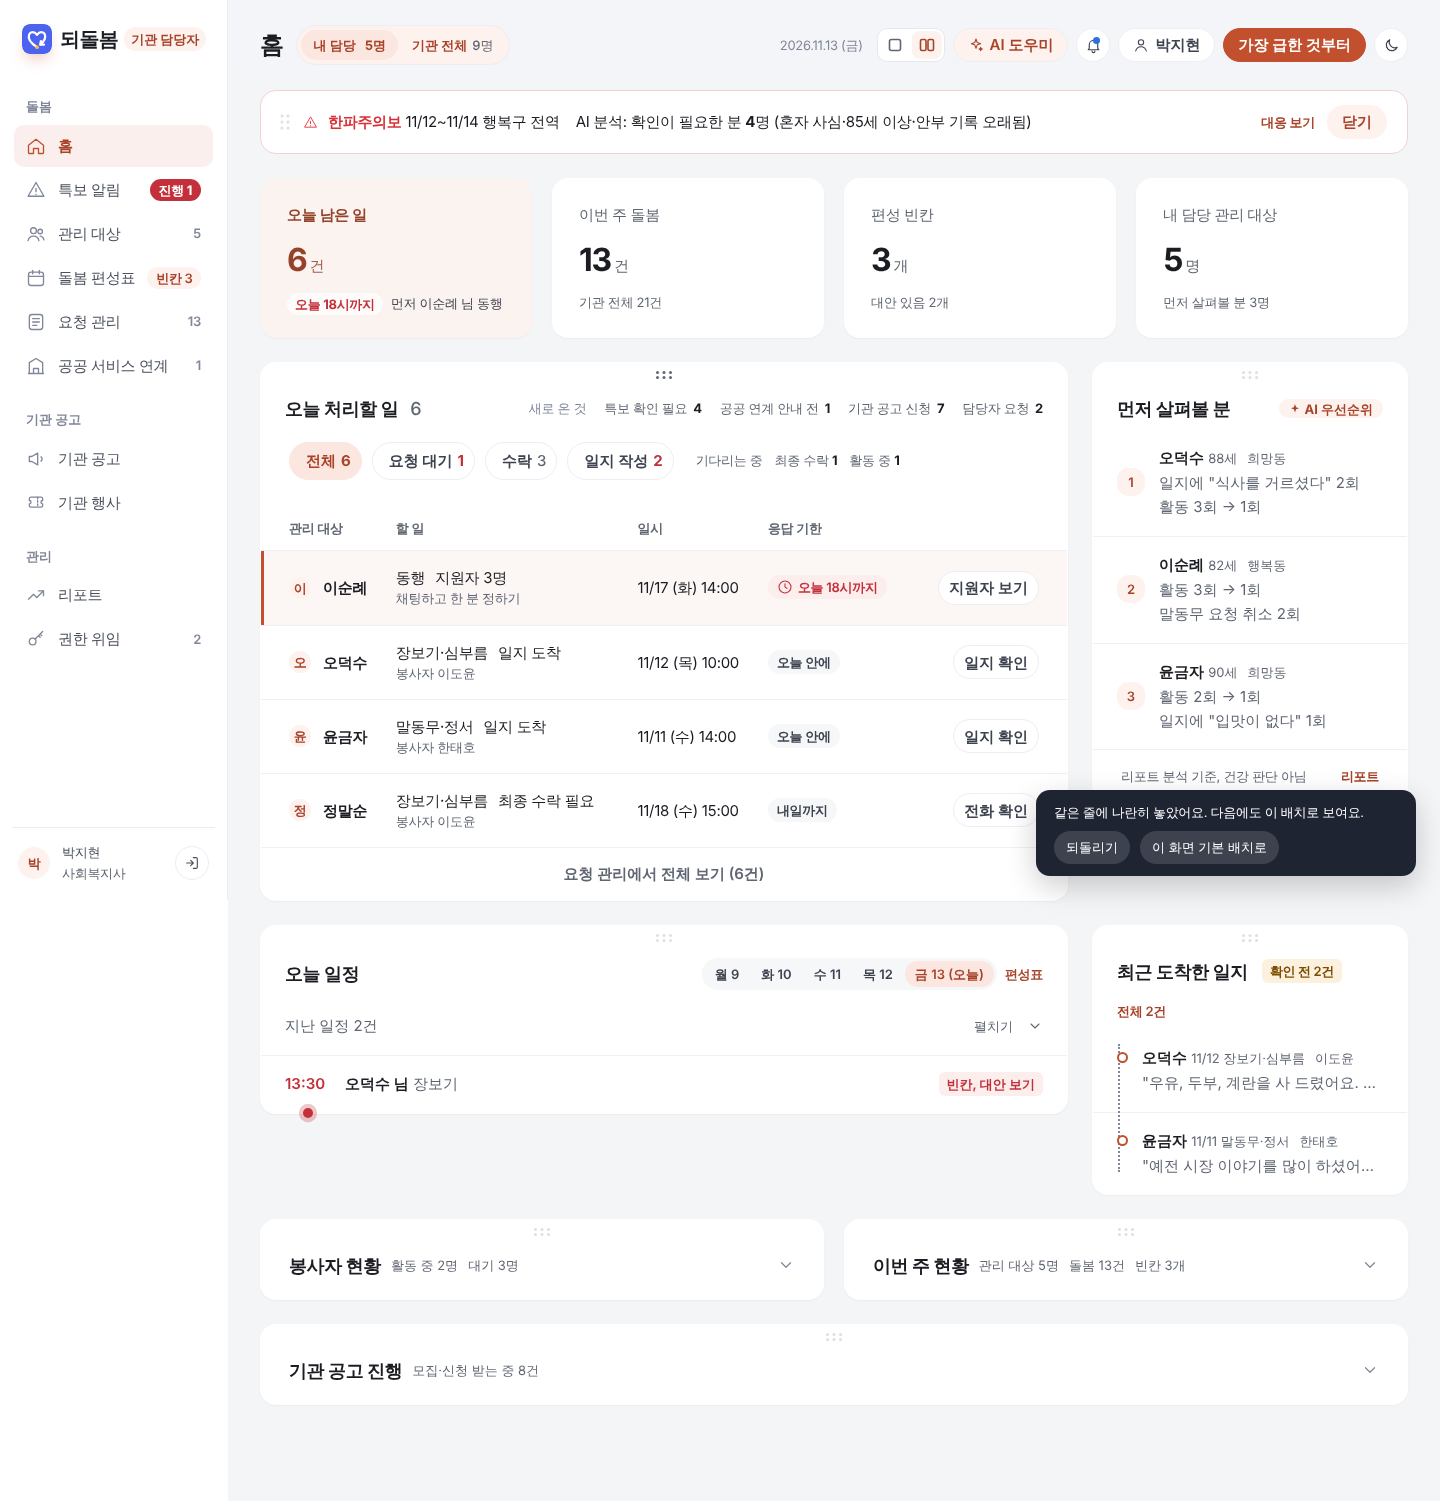 되돌봄 기관 담당자
돌봄
홈
특보 알림 진행 1
관리 대상 5
돌봄 편성표 빈칸 3
요청 관리 13
공공 서비스 연계 1
기관 공고
기관 공고
기관 행사
관리
리포트
권한 위임 2
박 박지현
사회복지사
홈 내 담당 5명 기관 전체 9명
2026.11.13 (금) AI 도우미 박지현 가장 급한 것부터
한파주의보 11/12~11/14 행복구 전역 AI 분석: 확인이 필요한 분 4명 (혼자 사심·85세 이상·안부 기록 오래됨) 대응 보기 닫기
오늘 남은 일
6건
오늘 18시까지 먼저 이순례 님 동행
이번 주 돌봄
13건
기관 전체 21건
편성 빈칸
3개
대안 있음 2개
내 담당 관리 대상
5명
먼저 살펴볼 분 3명
오늘 처리할 일 6
새로 온 것 특보 확인 필요 4 공공 연계 안내 전 1 기관 공고 신청 7 담당자 요청 2
전체 6 요청 대기 1 수락 3 일지 작성 2 기다리는 중 최종 수락 1 활동 중 1
관리 대상 할 일 일시 응답 기한
이 이순례 동행 지원자 3명 11/17 (화) 14:00 오늘 18시까지 지원자 보기
채팅하고 한 분 정하기
오 오덕수 장보기·심부름 일지 도착 11/12 (목) 10:00 오늘 안에 일지 확인
봉사자 이도윤
윤 윤금자 말동무·정서 일지 도착 11/11 (수) 14:00 오늘 안에 일지 확인
봉사자 한태호
정 정말순 장보기·심부름 최종 수락 필요 11/18 (수) 15:00 내일까지 전화 확인
봉사자 이도윤
요청 관리에서 전체 보기 (6건)
먼저 살펴볼 분 AI 우선순위
1 오덕수 88세 희망동
일지에 "식사를 거르셨다" 2회
활동 3회 → 1회
2 이순례 82세 행복동
활동 3회 → 1회
말동무 요청 취소 2회
3 윤금자 90세 희망동
활동 2회 → 1회
일지에 "입맛이 없다" 1회
리포트 분석 기준, 건강 판단 아님 리포트
같은 줄에 나란히 놓았어요. 다음에도 이 배치로 보여요.
되돌리기 이 화면 기본 배치로
오늘 일정 월 9 화 10 수 11 목 12 금 13 (오늘) 편성표
지난 일정 2건 펼치기
13:30 오덕수 님 장보기 빈칸, 대안 보기
최근 도착한 일지 확인 전 2건
전체 2건
오덕수 11/12 장보기·심부름 이도윤
"우유, 두부, 계란을 사 드렸어요. ...
윤금자 11/11 말동무·정서 한태호
"예전 시장 이야기를 많이 하셨어...
봉사자 현황 활동 중 2명 대기 3명
이번 주 현황 관리 대상 5명 돌봄 13건 빈칸 3개
기관 공고 진행 모집·신청 받는 중 8건